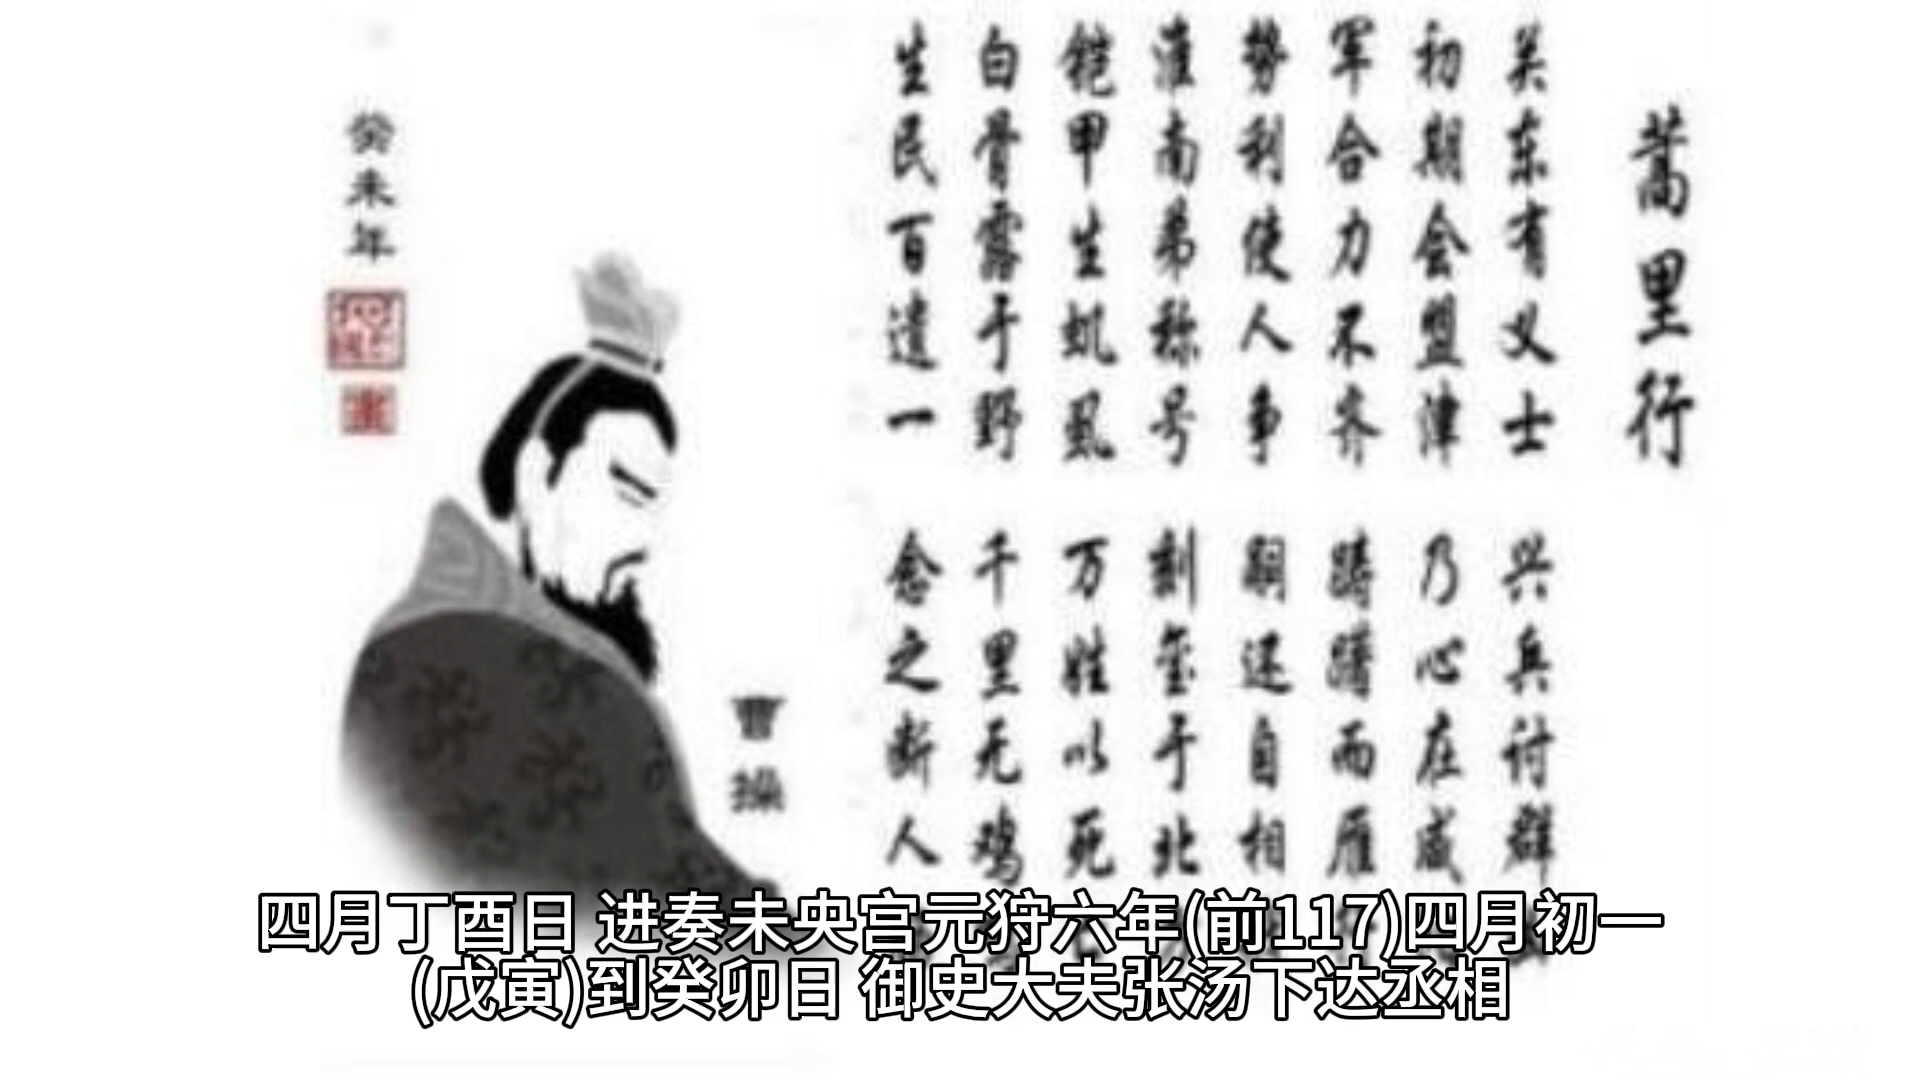 蒿里行
关东有义士 兴兵讨群
初期会盟津 乃心在咸
军合力不齐 踌躇而雁
势利使人争 嗣还自相
淮南弟称号 刻玺于北
铠甲生虮虱 万姓以死
白骨露于野 千里无鸡
生民百遗一 念之断人
曹操
癸未年
四月丁酉日 进奏未央宫元狩六年(前117)四月初一
(戊寅)到癸卯日 御史大夫张汤下达丞相